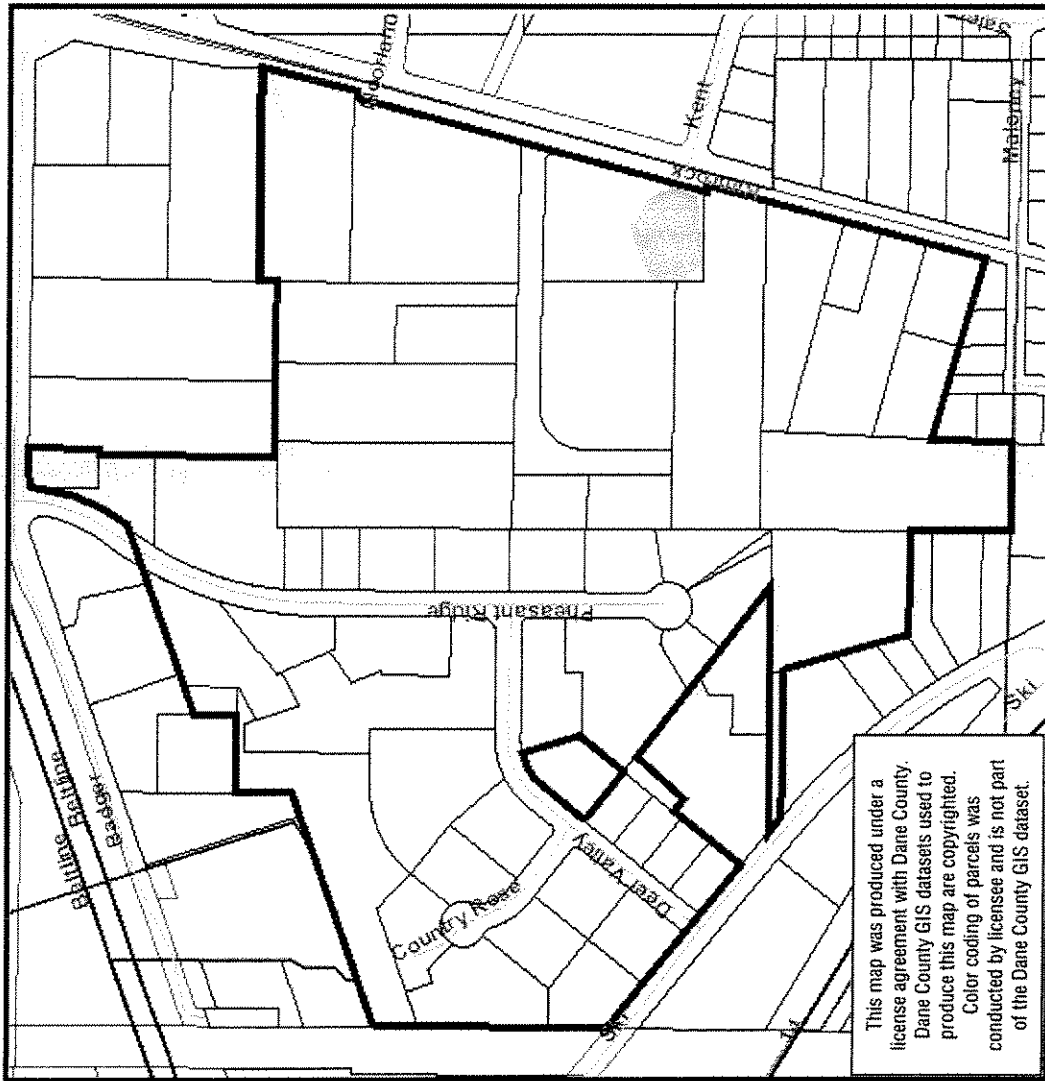 Moorland
Kent
Rimrock
Maloney
Beltline
Beltline
Badger
Pheasant Ridge
Country Rose
Deer Valley
Ski
Ski
This map was produced under a
license agreement with Dane County.
Dane County GIS datasets used to
produce this map are copyrighted.
Color coding of parcels was
conducted by licensee and is not part
of the Dane County GIS dataset.